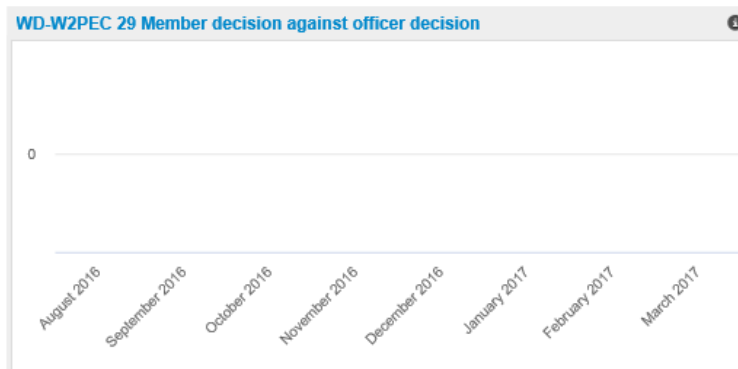 WD-W2PEC 29 Member decision against officer decision
0
August 2016
September 2016
October 2016
November 2016
December 2016
January 2017
February 2017
March 2017